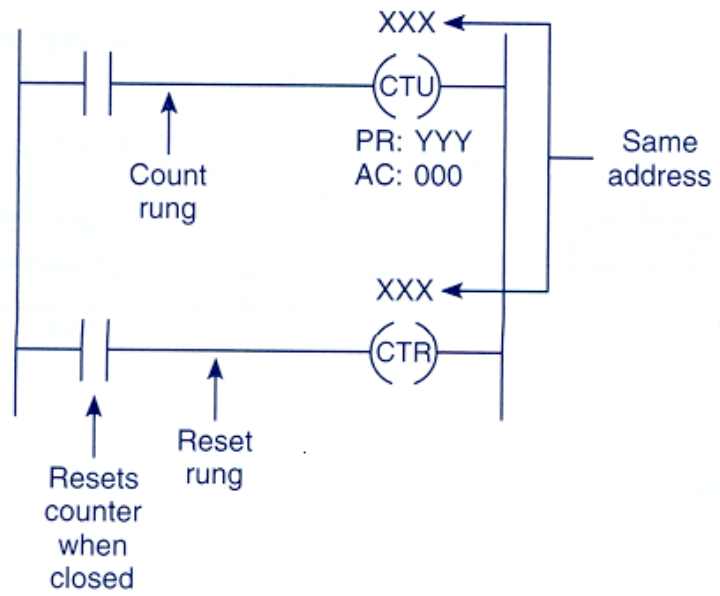 XXX
CTU
PR: YYY
AC: 000
Count
rung
Same
address
XXX
CTR
Reset
rung
Resets
counter
when
closed